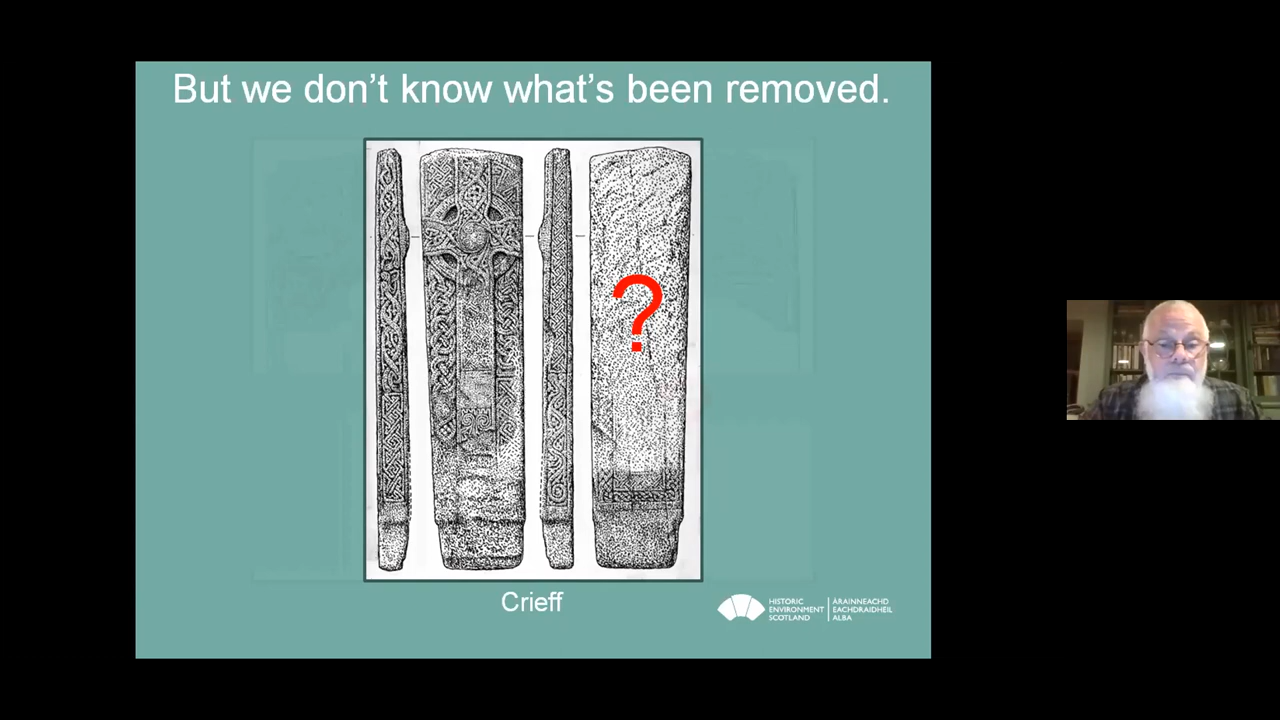 But we don't know what's been removed.
?
Crieff
HISTORIC
ENVIRONMENT
SCOTLAND
ÀRAINNEACHD
EACHDRAIDHEIL
ALBA